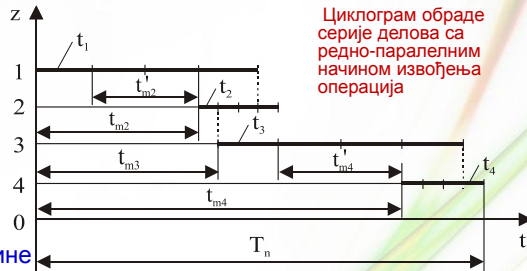 z
Циклограм обраде
серије делова са
редно-паралелним
начином извођења
операција
t₁
1
t'm2
t₂
2
tm2
t₃
3
tm3
t'm4
t₄
4
tm4
0
t
Tn
мине